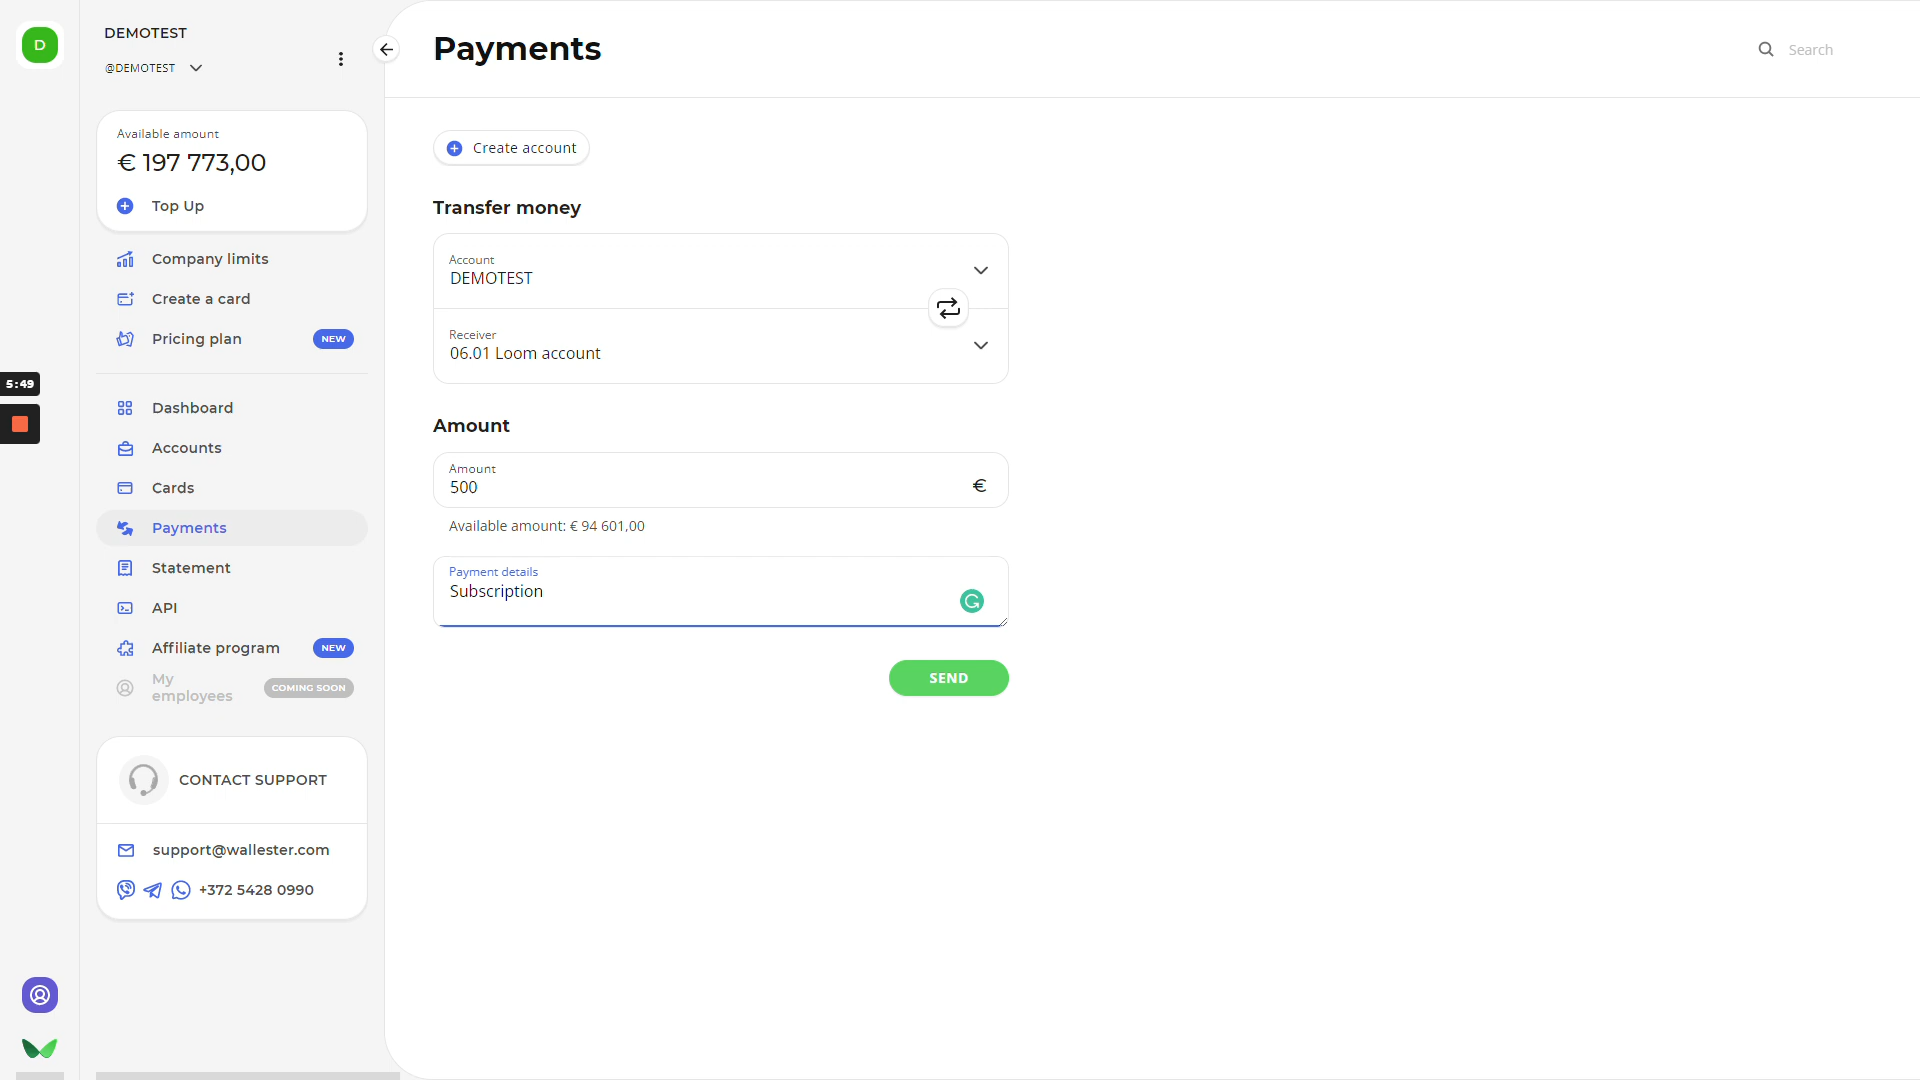 D
DEMOTEST
@DEMOTEST
Available amount
€ 197 773,00
Top Up
Company limits
Create a card
Pricing plan NEW
5:49
Dashboard
Accounts
Cards
Payments
Statement
API
Affiliate program NEW
My
employees
COMING SOON
CONTACT SUPPORT
support@wallester.com
+372 5428 0990
Payments
Search
Create account
Transfer money
Account
DEMOTEST
Receiver
06.01 Loom account
Amount
Amount
500 €
Available amount: € 94 601,00
Payment details
Subscription
SEND